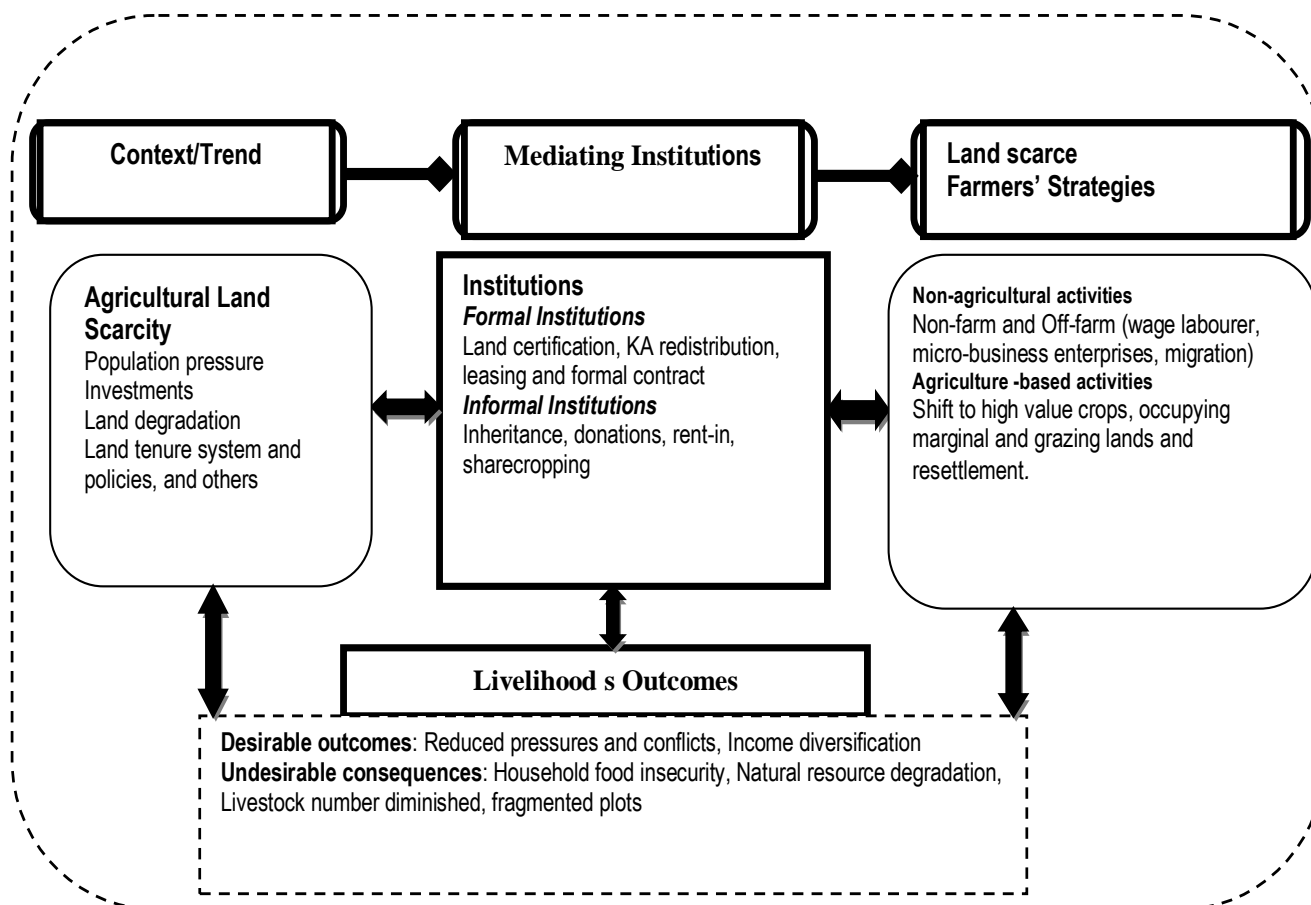 Context/Trend
Mediating Institutions
Land scarce
Farmers’ Strategies
Agricultural Land
Scarcity
Population pressure
Investments
Land degradation
Land tenure system and
policies, and others
Institutions
Formal Institutions
Land certification, KA redistribution,
leasing and formal contract
Informal Institutions
Inheritance, donations, rent-in,
sharecropping
Non-agricultural activities
Non-farm and Off-farm (wage labourer,
micro-business enterprises, migration)
Agriculture -based activities
Shift to high value crops, occupying
marginal and grazing lands and
resettlement.
Livelihood s Outcomes
Desirable outcomes: Reduced pressures and conflicts, Income diversification
Undesirable consequences: Household food insecurity, Natural resource degradation,
Livestock number diminished, fragmented plots